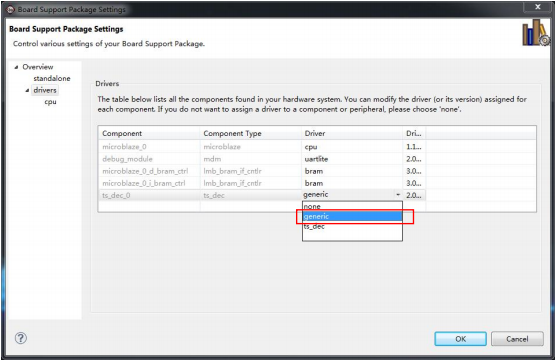 Board Support Package Settings
Board Support Package Settings
Control various settings of your Board Support Package.
Overview
standalone
drivers
cpu
Drivers
The table below lists all the components found in your hardware system. You can modify the driver (or its version) assigned for
each component. If you do not want to assign a driver to a component or peripheral, please choose 'none'.
Component Component Type Driver Dri...
microblaze_0 microblaze cpu 1.1...
debug_module mdm uartlite 2.0...
microblaze_0_d_bram_ctrl lmb_bram_if_cntlr bram 3.0...
microblaze_0_i_bram_ctrl lmb_bram_if_cntlr bram 3.0...
ts_dec_0 ts_dec generic 2.0...
none
generic
ts_dec
OK Cancel